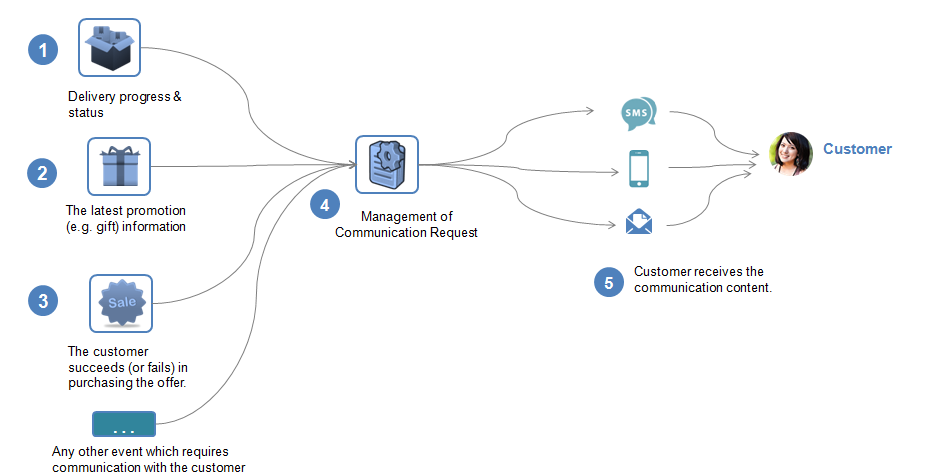 1
Delivery progress &
status
2
The latest promotion
(e.g. gift) information
3
Sale
The customer
succeeds (or fails) in
purchasing the offer.
...
Any other event which requires
communication with the customer
4
Management of
Communication Request
SMS
5
Customer receives the
communication content.
Customer